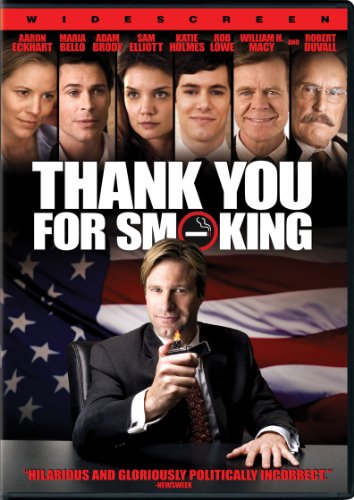 WIDESCREEN
AARON ECKHART MARIA BELLO ADAM BRODY SAM ELLIOTT KATIE HOLMES ROB LOWE WILLIAM H. MACY AND ROBERT DUVALL
THANK YOU
FOR SMOKING
"HILARIOUS AND GLORIOUSLY POLITICALLY INCORRECT."
-NEWSWEEK